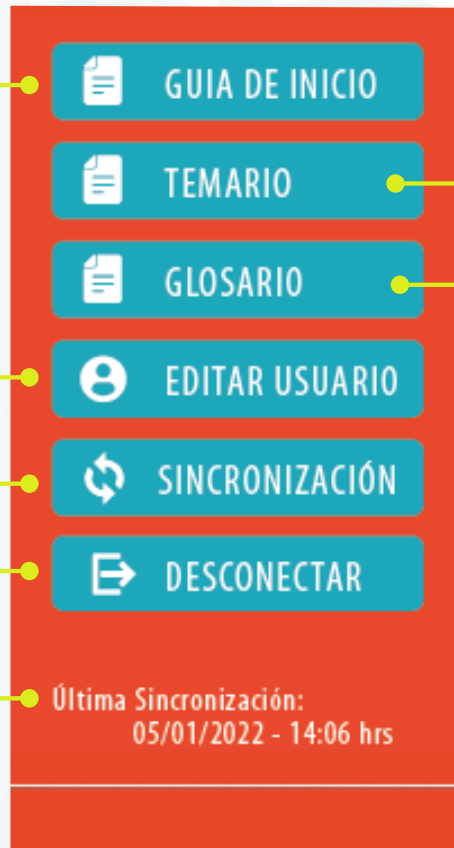 GUIA DE INICIO
TEMARIO
GLOSARIO
EDITAR USUARIO
SINCRONIZACIÓN
DESCONECTAR
Última Sincronización:
05/01/2022 - 14:06 hrs